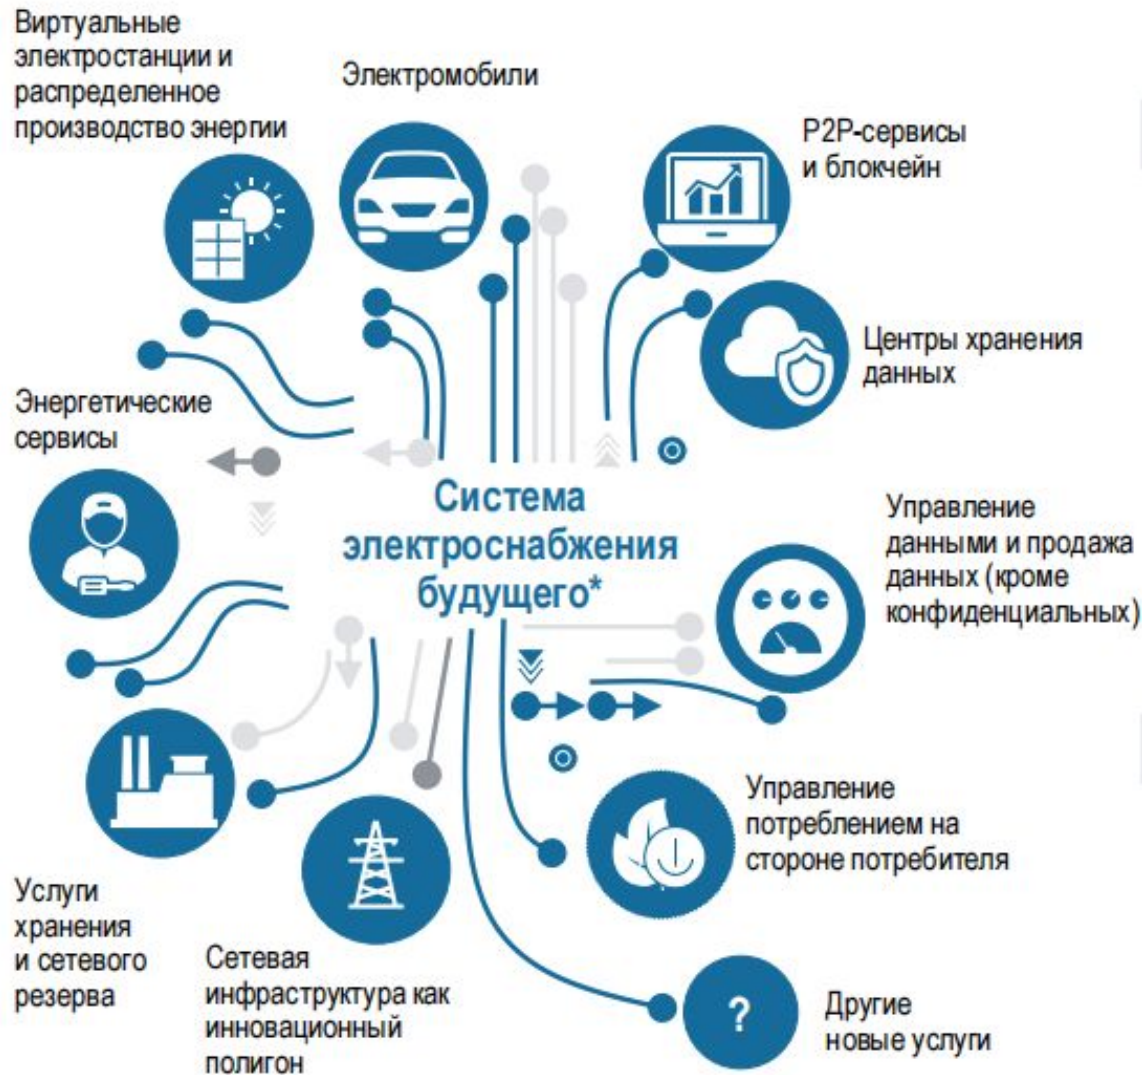 Виртуальные
электростанции и
распределенное
производство энергии
Электромобили
P2P-сервисы
и блокчейн
Центры хранения
данных
Энергетические
сервисы
Система
электроснабжения
будущего*
Управление
данными и продажа
данных (кроме
конфиденциальных)
Управление
потреблением на
стороне потребителя
Услуги
хранения
и сетевого
резерва
Сетевая
инфраструктура как
инновационный
полигон
?
Другие
новые услуги